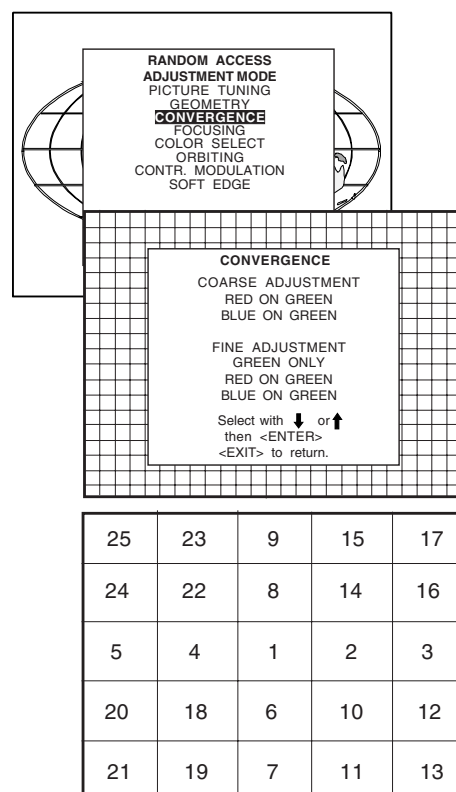 RANDOM ACCESS
ADJUSTMENT MODE
PICTURE TUNING
GEOMETRY
CONVERGENCE
FOCUSING
COLOR SELECT
ORBITING
CONTR. MODULATION
SOFT EDGE
CONVERGENCE
COARSE ADJUSTMENT
RED ON GREEN
BLUE ON GREEN
FINE ADJUSTMENT
GREEN ONLY
RED ON GREEN
BLUE ON GREEN
Select with or
then <ENTER>
<EXIT> to return.
25 23 9 15 17
24 22 8 14 16
5 4 1 2 3
20 18 6 10 12
21 19 7 11 13